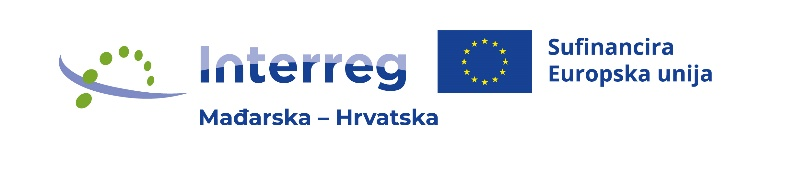 Interreg
Mađarska – Hrvatska
Sufinancira
Europska unija